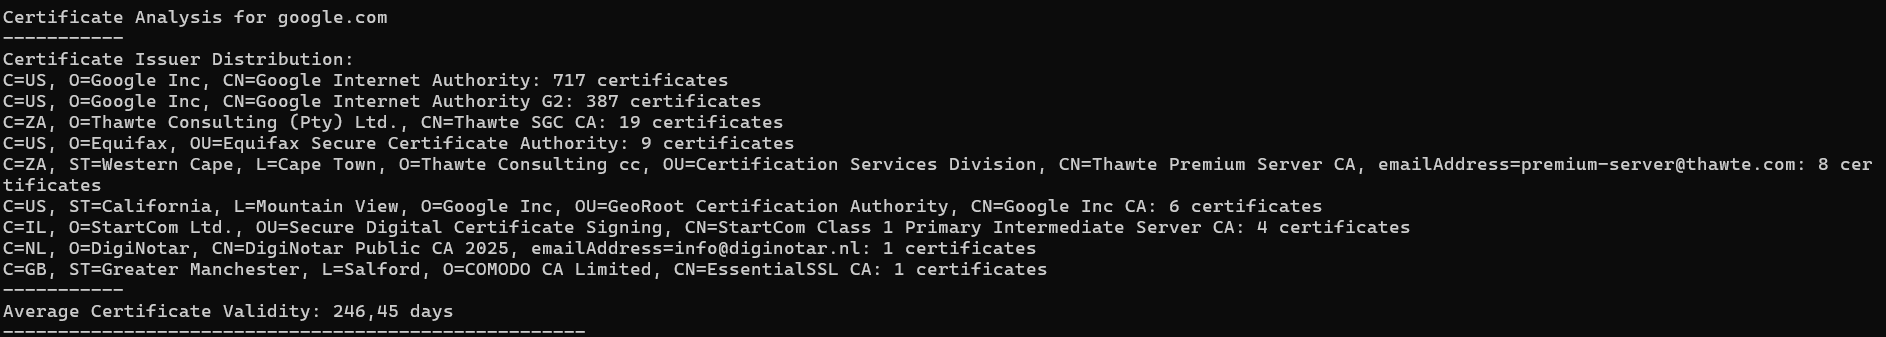 Certificate Analysis for google.com
-----------
Certificate Issuer Distribution:
C=US, O=Google Inc, CN=Google Internet Authority: 717 certificates
C=US, O=Google Inc, CN=Google Internet Authority G2: 387 certificates
C=ZA, O=Thawte Consulting (Pty) Ltd., CN=Thawte SGC CA: 19 certificates
C=US, O=Equifax, OU=Equifax Secure Certificate Authority: 9 certificates
C=ZA, ST=Western Cape, L=Cape Town, O=Thawte Consulting cc, OU=Certification Services Division, CN=Thawte Premium Server CA, emailAddress=premium-server@thawte.com: 8 cer
tificates
C=US, ST=California, L=Mountain View, O=Google Inc, OU=GeoRoot Certification Authority, CN=Google Inc CA: 6 certificates
C=IL, O=StartCom Ltd., OU=Secure Digital Certificate Signing, CN=StartCom Class 1 Primary Intermediate Server CA: 4 certificates
C=NL, O=DigiNotar, CN=DigiNotar Public CA 2025, emailAddress=info@diginotar.nl: 1 certificates
C=GB, ST=Greater Manchester, L=Salford, O=COMODO CA Limited, CN=EssentialSSL CA: 1 certificates
-----------
Average Certificate Validity: 246,45 days
-----------------------------------------------------